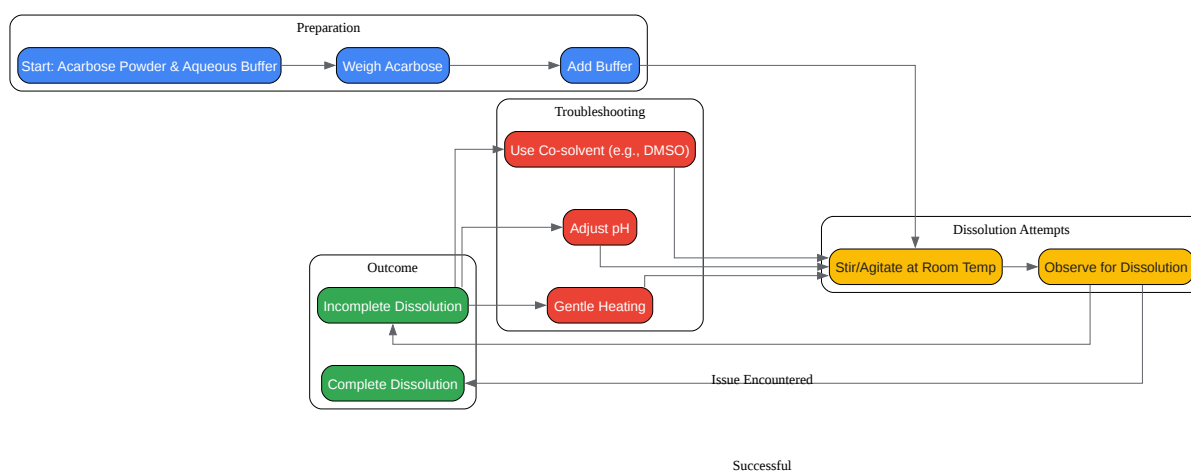 Preparation
Start: Acarbose Powder & Aqueous Buffer
Weigh Acarbose
Add Buffer
Troubleshooting
Use Co-solvent (e.g., DMSO)
Adjust pH
Gentle Heating
Dissolution Attempts
Stir/Agitate at Room Temp
Observe for Dissolution
Outcome
Incomplete Dissolution
Complete Dissolution
Issue Encountered
Successful